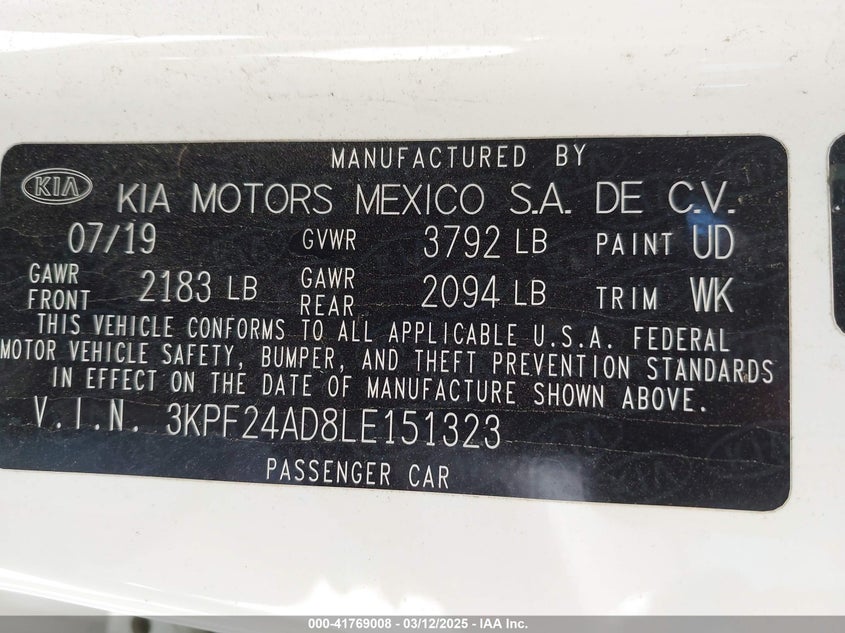 MANUFACTURED BY
KIA KIA MOTORS MEXICO S.A. DE C.V.
07/19 GVWR 3792 LB PAINT UD
GAWR FRONT 2183 LB GAWR REAR 2094 LB TRIM WK
THIS VEHICLE CONFORMS TO ALL APPLICABLE U.S.A. FEDERAL
MOTOR VEHICLE SAFETY, BUMPER, AND THEFT PREVENTION STANDARDS
IN EFFECT ON THE DATE OF MANUFACTURE SHOWN ABOVE.
V.I.N. 3KPF24AD8LE151323
PASSENGER CAR
000-41769008 - 03/12/2025 - IAA Inc.